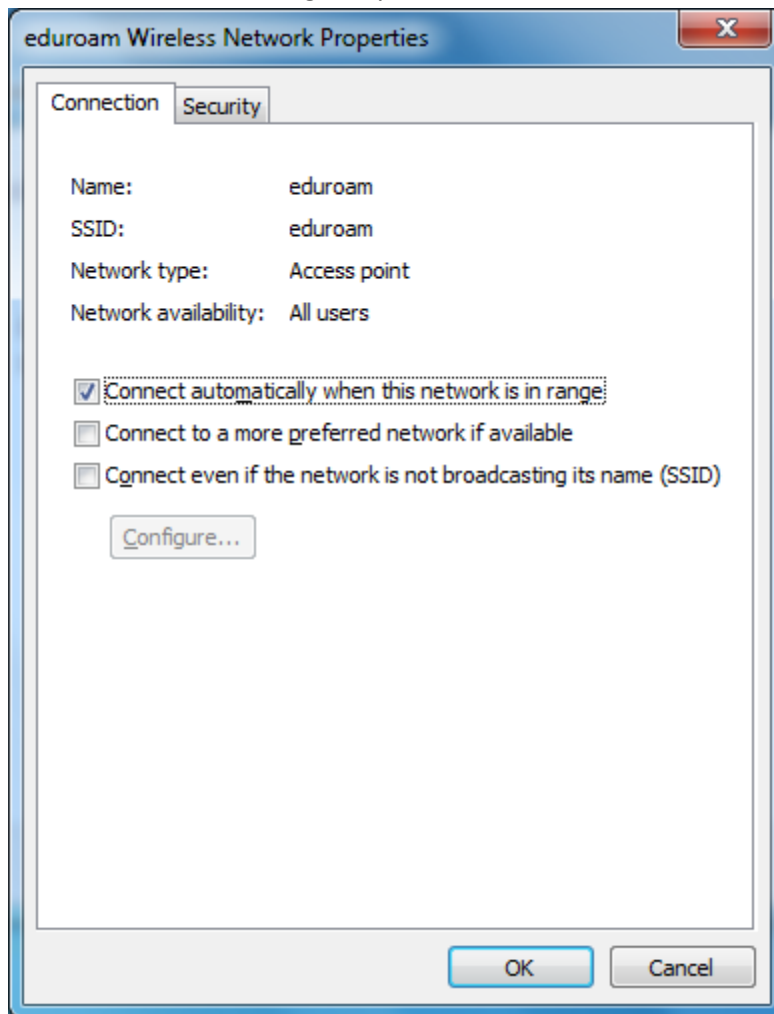 eduroam Wireless Network Properties
Connection
Security
Name: eduroam
SSID: eduroam
Network type: Access point
Network availability: All users
Connect automatically when this network is in range
Connect to a more preferred network if available
Connect even if the network is not broadcasting its name (SSID)
Configure...
OK
Cancel